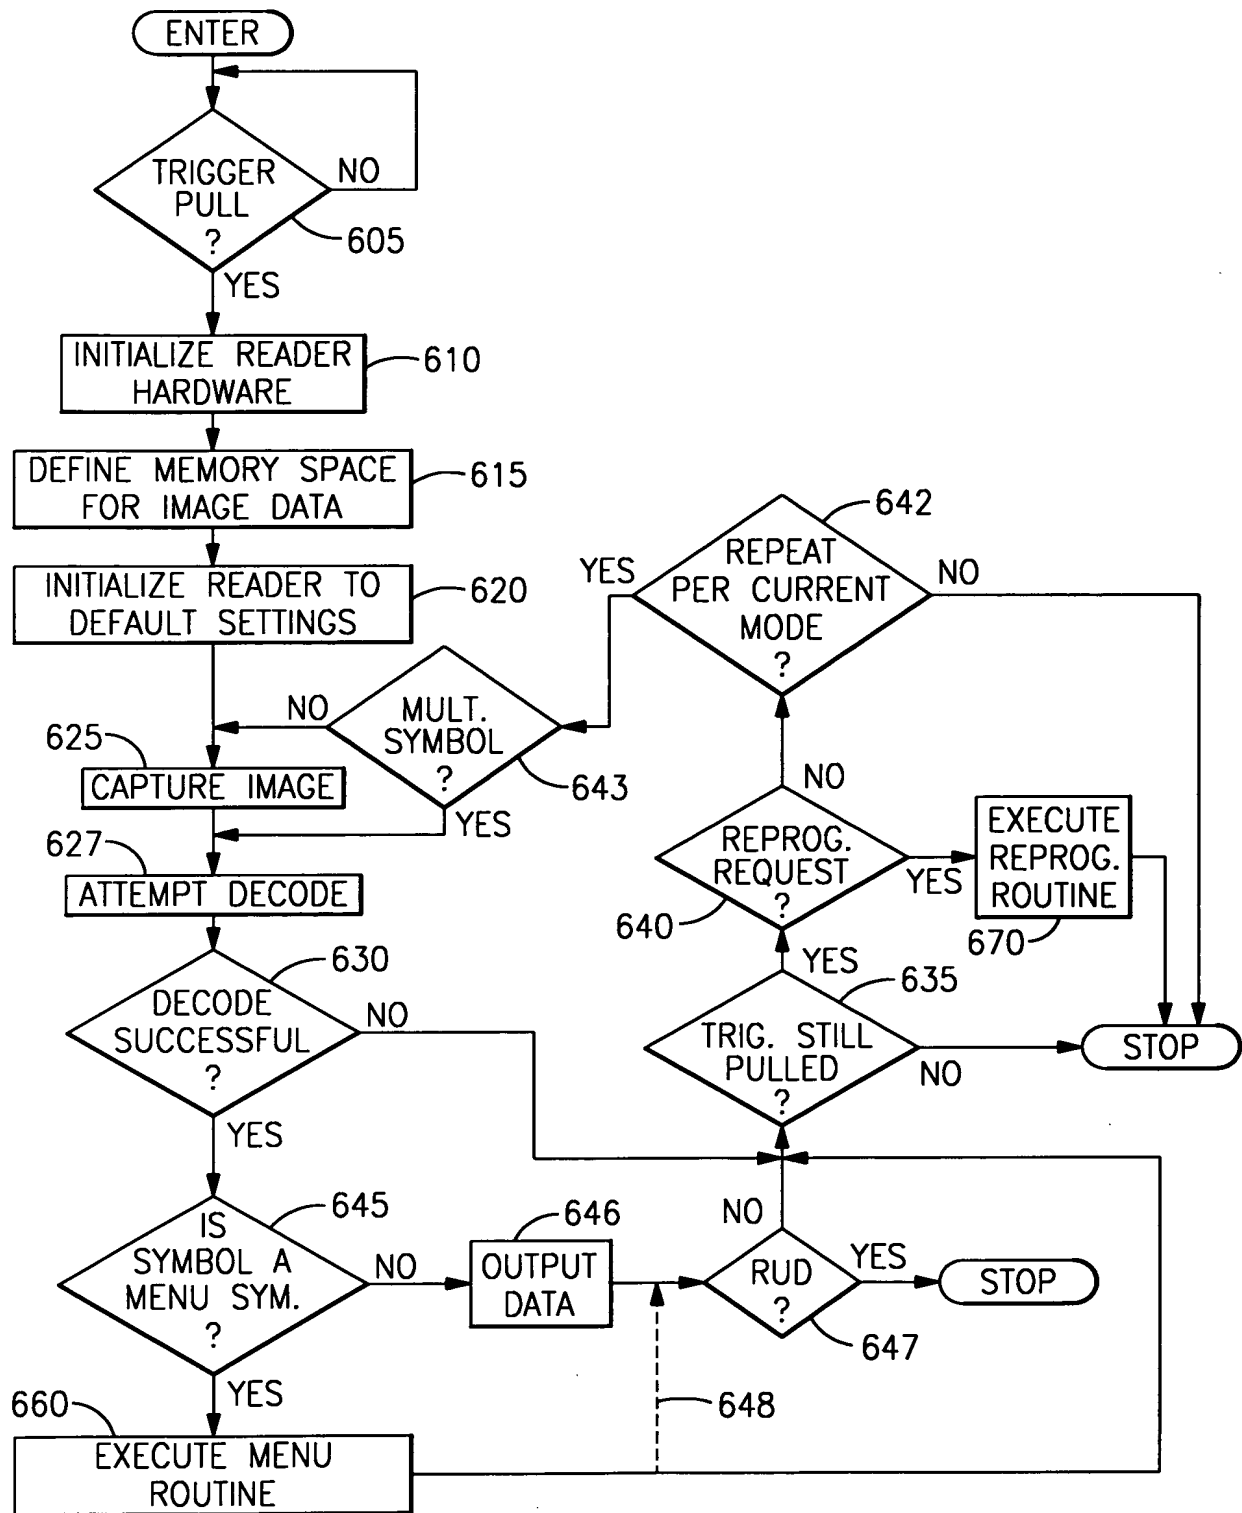 ENTER
TRIGGER
PULL
?
NO
605
YES
INITIALIZE READER
HARDWARE
610
DEFINE MEMORY SPACE
FOR IMAGE DATA
615
INITIALIZE READER TO
DEFAULT SETTINGS
620
642
REPEAT
PER CURRENT
MODE
?
YES
NO
MULT.
SYMBOL
?
NO
643
YES
625
CAPTURE IMAGE
627
ATTEMPT DECODE
NO
REPROG.
REQUEST
?
640
YES
EXECUTE
REPROG.
ROUTINE
670
630
DECODE
SUCCESSFUL
?
NO
YES
YES
635
TRIG. STILL
PULLED
?
NO
STOP
645
IS
SYMBOL A
MENU SYM.
?
NO
646
OUTPUT
DATA
NO
RUD
?
YES
STOP
647
648
YES
660
EXECUTE MENU
ROUTINE